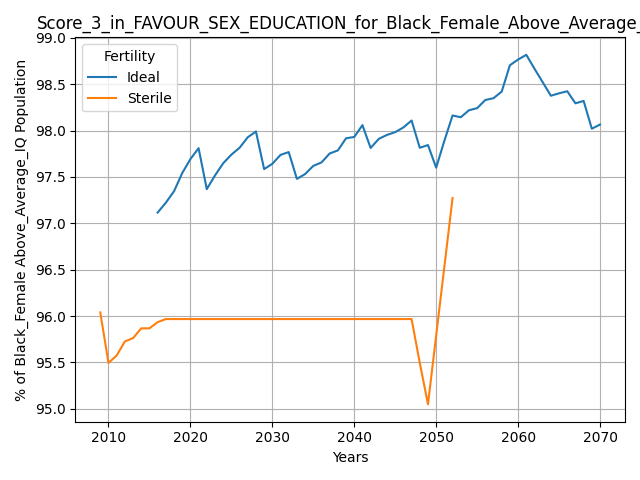 Score_3_in_FAVOUR_SEX_EDUCATION_for_Black_Female_Above_Average_
Fertility
Ideal
Sterile
% of Black_Female Above_Average_IQ Population
99.0
98.5
98.0
97.5
97.0
96.5
96.0
95.5
95.0
2010 2020 2030 2040 2050 2060 2070
Years